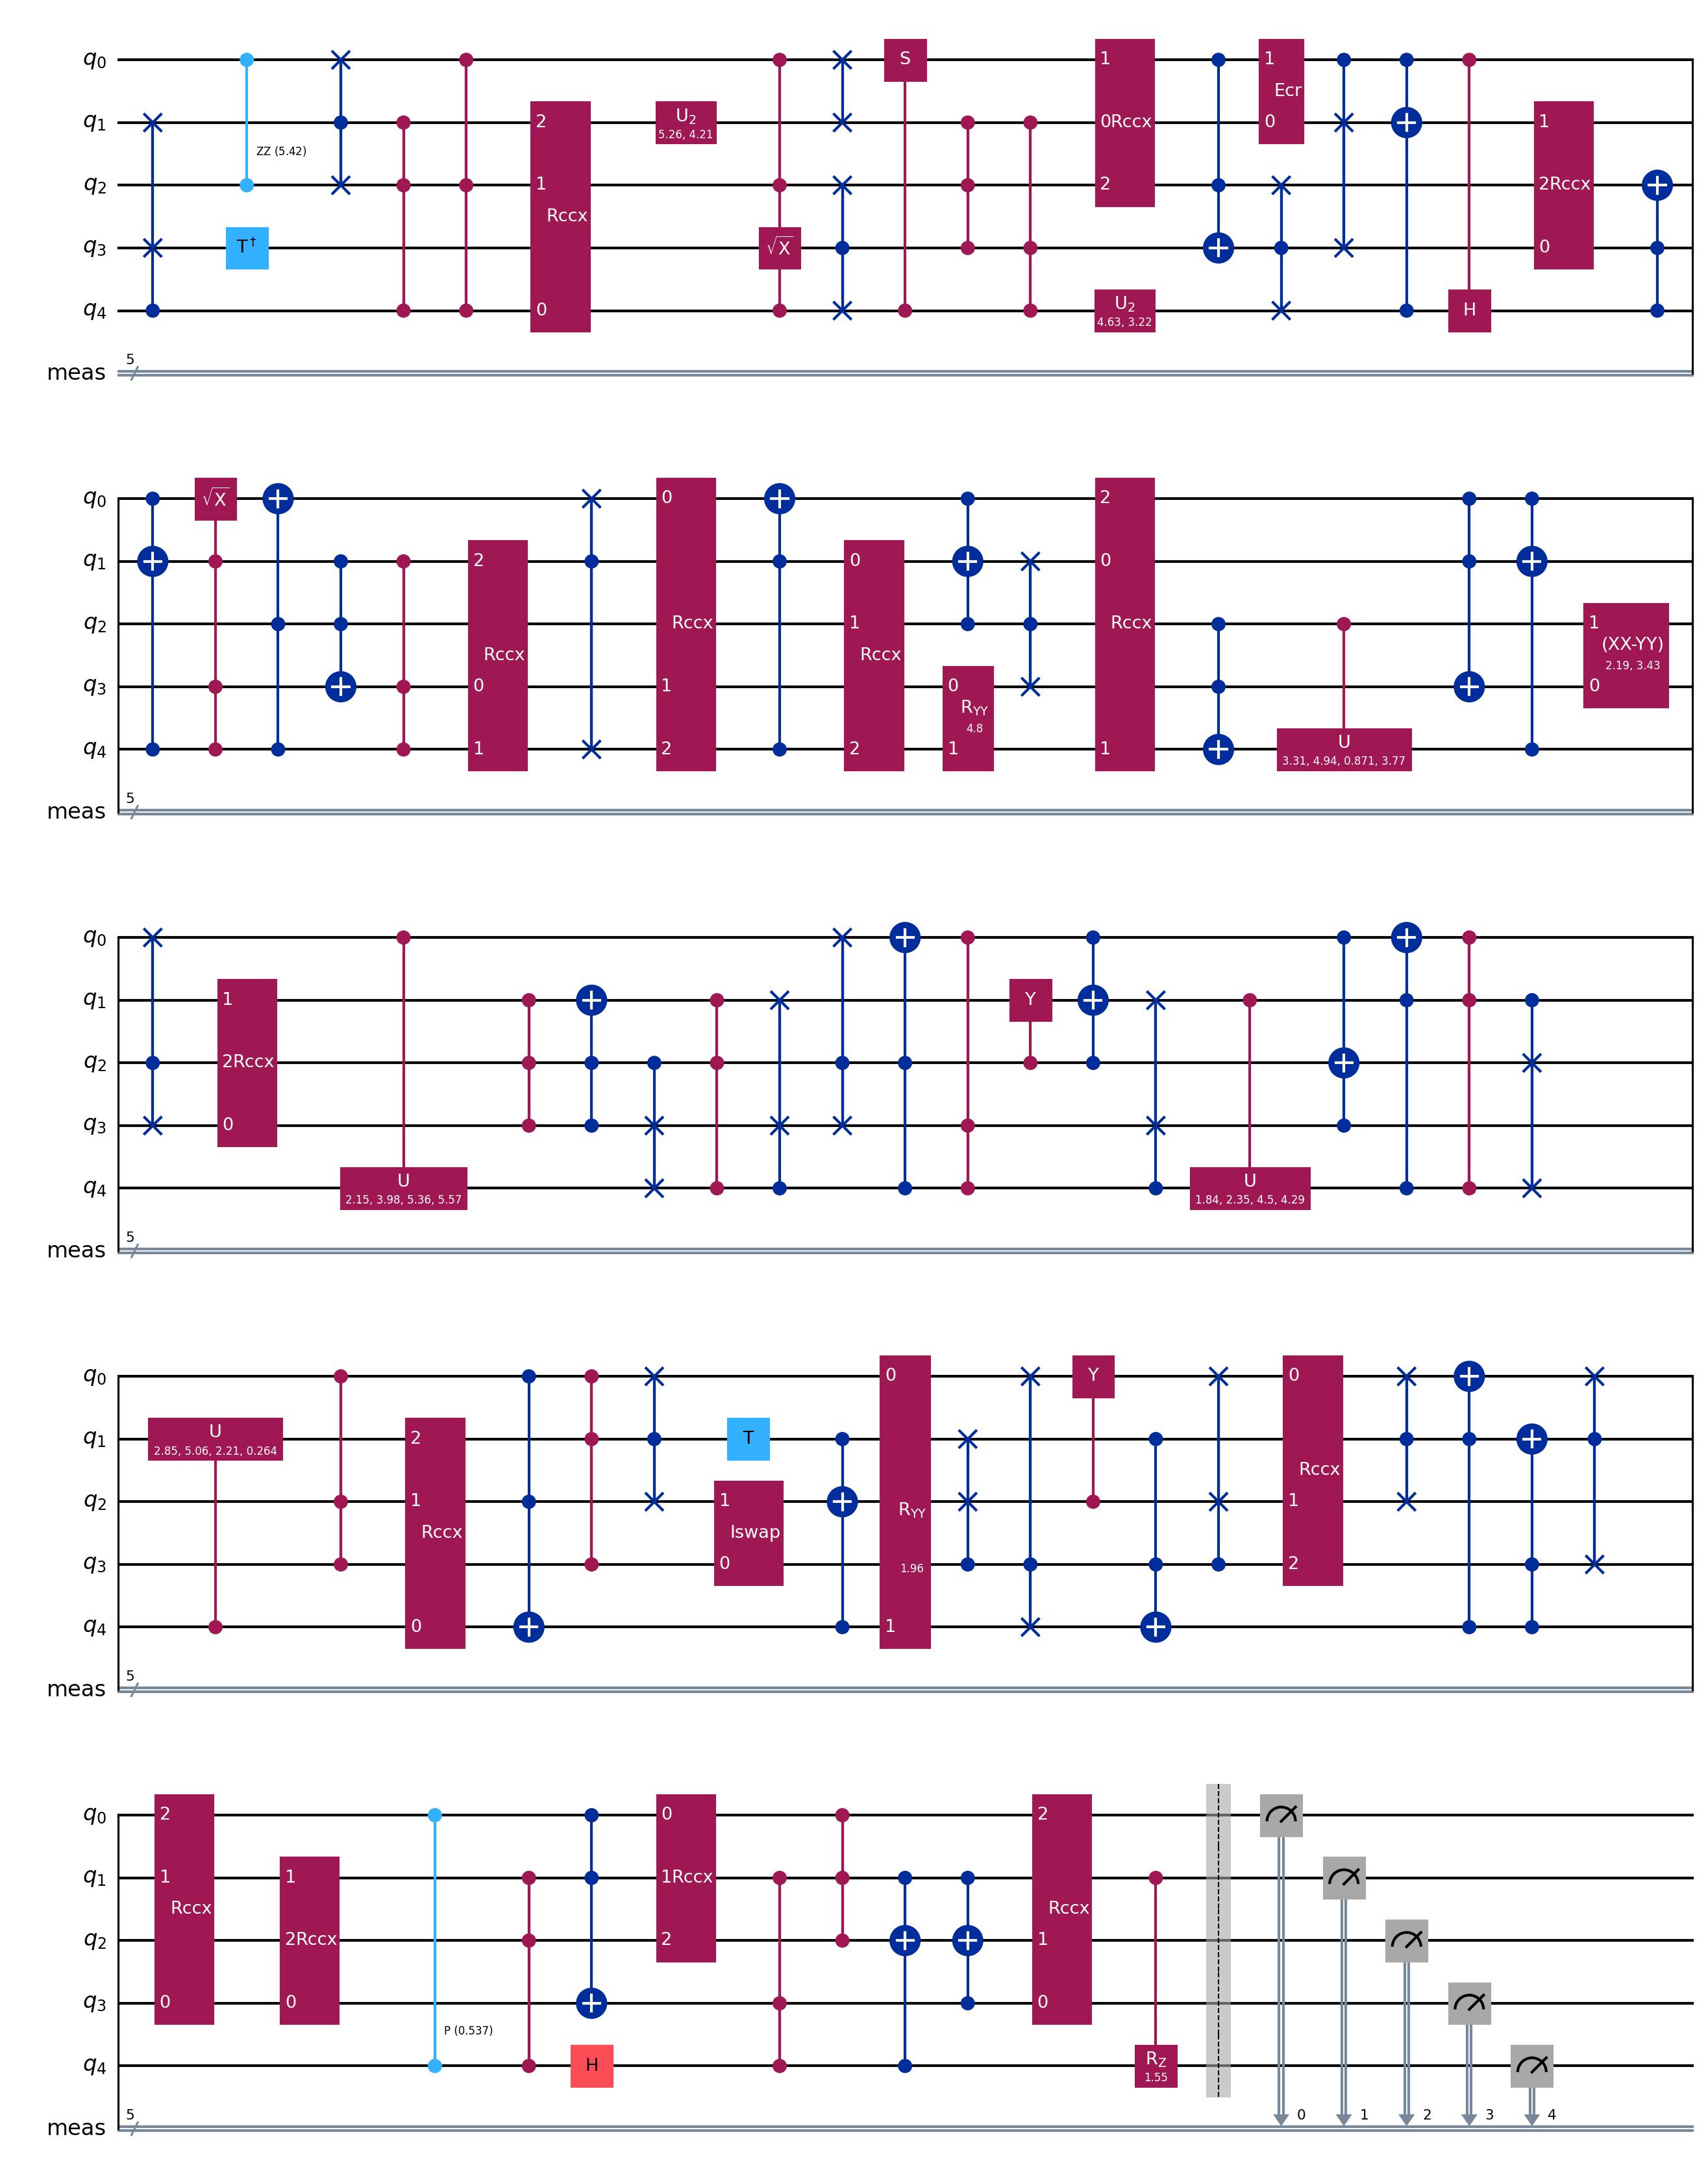 q0 S 1 1
Ecr
q1 2 U2 0Rccx 0 1
5.26, 4.21
ZZ (5.42)
q2 1 2 2Rccx
Rccx
q3 T† √X 0
q4 0 U2 H
4.63, 3.22
5
meas
q0 √X 0 2
q1 2 0 0
q2 Rccx 1 Rccx 1
Rccx Rccx (XX-YY)
2.19, 3.43
q3 0 1 0 0
RYY
4.8
q4 1 2 2 1 1 U
3.31, 4.94, 0.871, 3.77
5
meas
q0
q1 1 Y
q2 2Rccx
q3 0
q4 U U
2.15, 3.98, 5.36, 5.57 1.84, 2.35, 4.5, 4.29
5
meas
q0 0 Y 0
q1 U 2 T
2.85, 5.06, 2.21, 0.264
Rccx
q2 1 1 RYY 1
Rccx Iswap
q3 0 1.96 2
q4 0 1
5
meas
q0 2 0 2
q1 1 1 1Rccx
Rccx Rccx
q2 2Rccx 2 1
q3 0 0 0
P (0.537)
q4 H RZ
1.55
5 0 1 2 3 4
meas